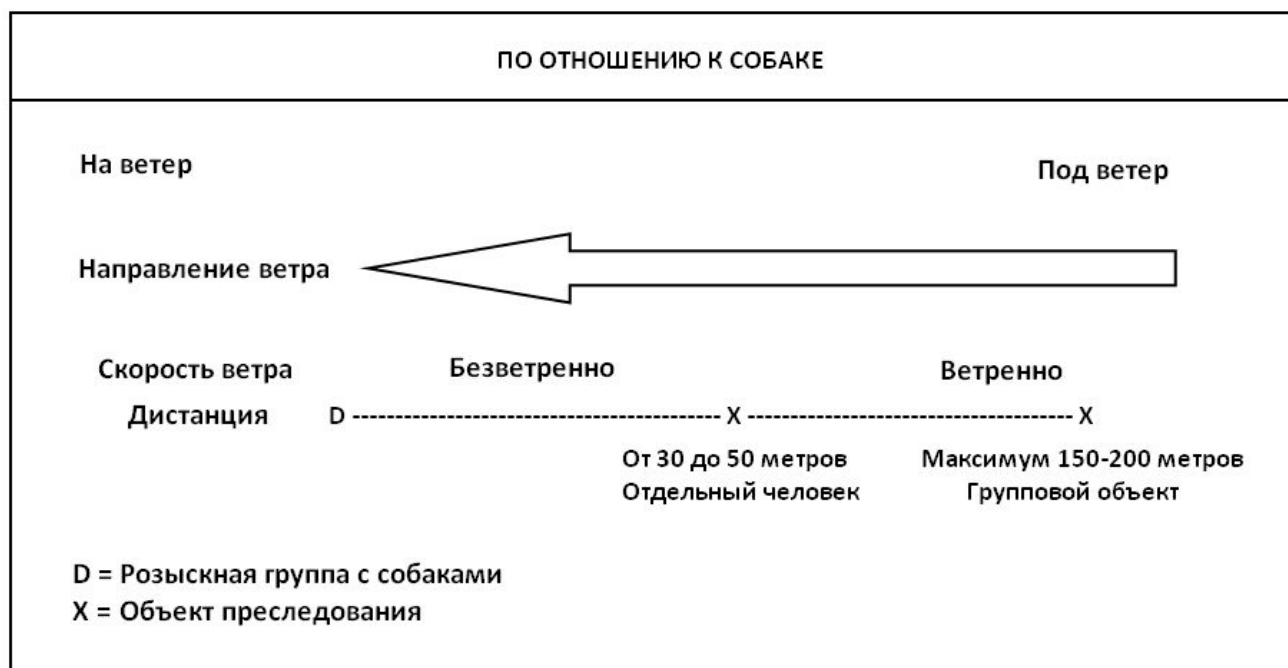 ПО ОТНОШЕНИЮ К СОБАКЕ
На ветер Под ветер
Направление ветра
Скорость ветра Безветренно Ветренно
Дистанция D ------------------------------------------- X -------------------------------------- X
От 30 до 50 метров Максимум 150-200 метров
Отдельный человек Групповой объект
D = Розыскная группа с собаками
X = Объект преследования